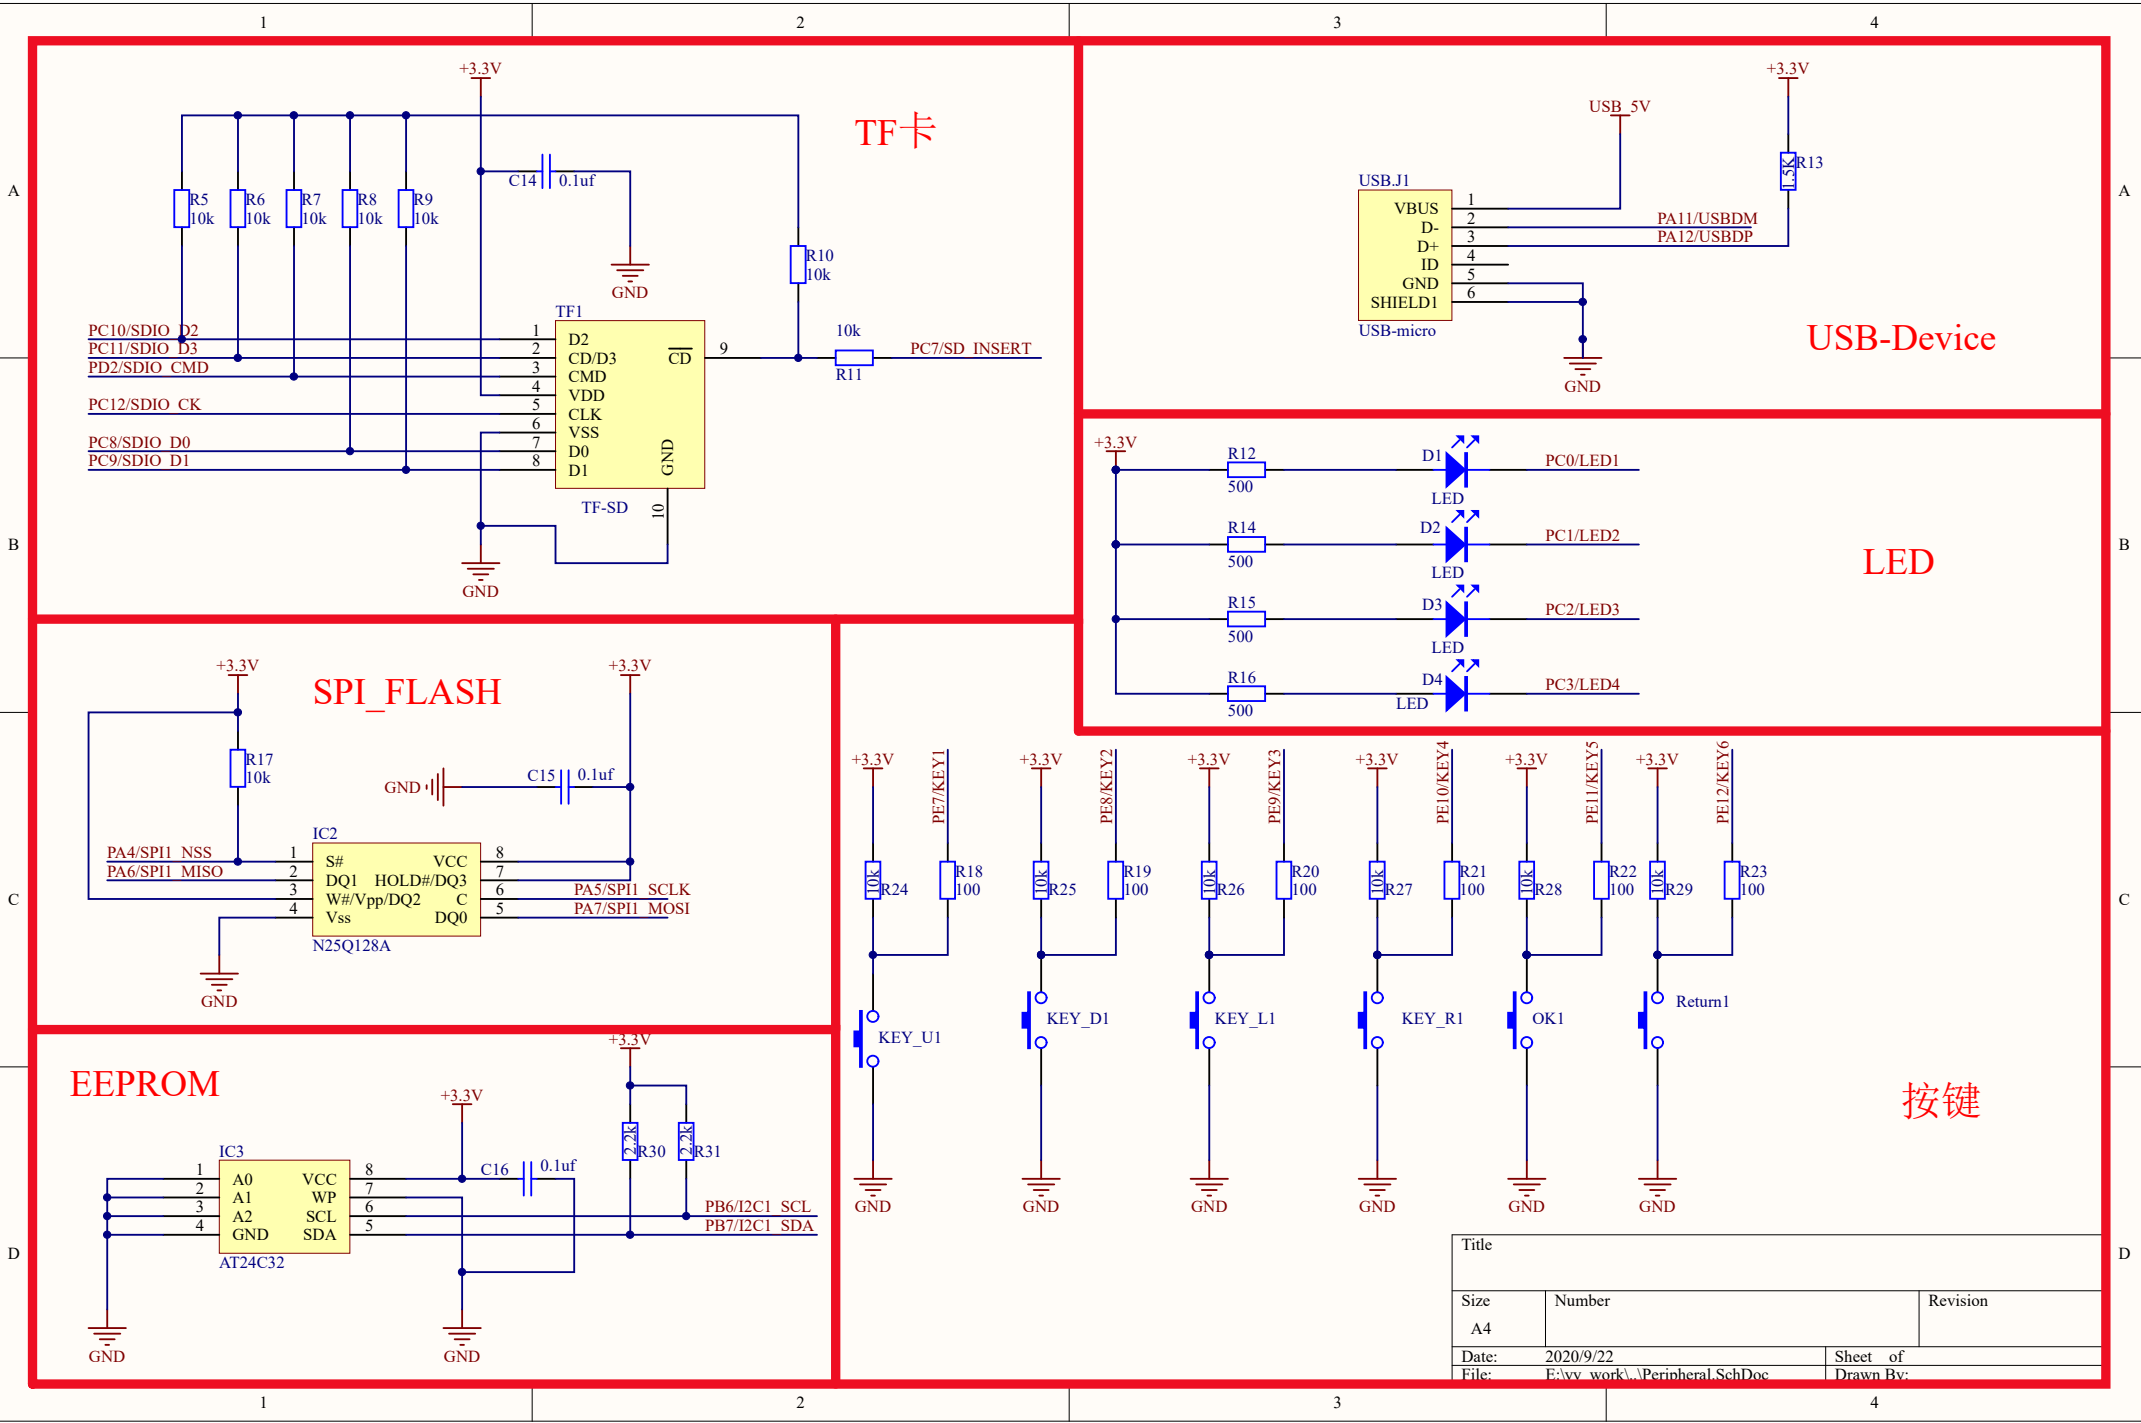 1
2
3
4
A
A
B
B
C
C
D
D
TF卡
+3.3V
R5
10k
R6
10k
R7
10k
R8
10k
R9
10k
C14
0.1uf
GND
R10
10k
TF1
PC10/SDIO_D2
PC11/SDIO_D3
PD2/SDIO_CMD
PC12/SDIO_CK
PC8/SDIO_D0
PC9/SDIO_D1
1 D2
2 CD/D3
3 CMD
4 VDD
5 CLK
6 VSS
7 D0
8 D1
CD 9
GND 10
TF-SD
10k
R11
PC7/SD_INSERT
GND
USB-Device
+3.3V
USB_5V
1.5K
R13
USB.J1
VBUS 1
D- 2
D+ 3
ID 4
GND 5
SHIELD1 6
USB-micro
PA11/USBDM
PA12/USBDP
GND
LED
+3.3V
R12
500
D1
LED
PC0/LED1
R14
500
D2
LED
PC1/LED2
R15
500
D3
LED
PC2/LED3
R16
500
D4
LED
PC3/LED4
SPI_FLASH
+3.3V
+3.3V
R17
10k
GND
C15
0.1uf
IC2
PA4/SPI1_NSS
PA6/SPI1_MISO
1 S#
2 DQ1
3 W#/Vpp/DQ2
4 Vss
VCC 8
HOLD#/DQ3 7
C 6
DQ0 5
PA5/SPI1_SCLK
PA7/SPI1_MOSI
N25Q128A
GND
EEPROM
+3.3V
+3.3V
2.2k
R30
2.2k
R31
IC3
1 A0
2 A1
3 A2
4 GND
VCC 8
WP 7
SCL 6
SDA 5
AT24C32
C16
0.1uf
PB6/I2C1_SCL
PB7/I2C1_SDA
GND
GND
按键
+3.3V
PE7/KEY1
10k
R24
R18
100
KEY_U1
GND
+3.3V
PE8/KEY2
10k
R25
R19
100
KEY_D1
GND
+3.3V
PE9/KEY3
10k
R26
R20
100
KEY_L1
GND
+3.3V
PE10/KEY4
10k
R27
R21
100
KEY_R1
GND
+3.3V
PE11/KEY5
10k
R28
R22
100
OK1
GND
+3.3V
PE12/KEY6
10k
R29
R23
100
Return1
GND
Title
Size
A4
Number
Revision
Date: 2020/9/22
Sheet of
File: E:\vv_work\..\Peripheral.SchDoc
Drawn By:
1
2
3
4